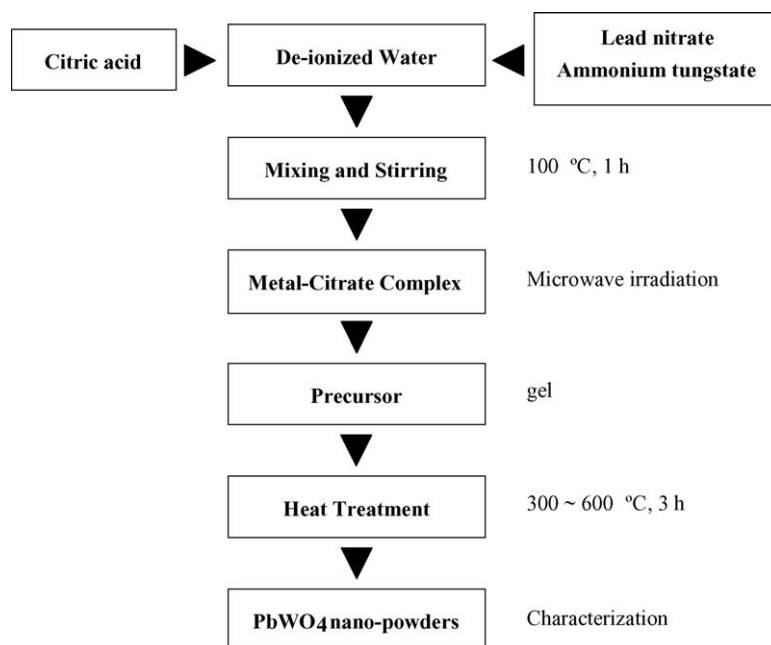 Citric acid
De-ionized Water
Lead nitrate
Ammonium tungstate
Mixing and Stirring
100 ºC, 1 h
Metal-Citrate Complex
Microwave irradiation
Precursor
gel
Heat Treatment
300 ~ 600 ºC, 3 h
PbWO4 nano-powders
Characterization